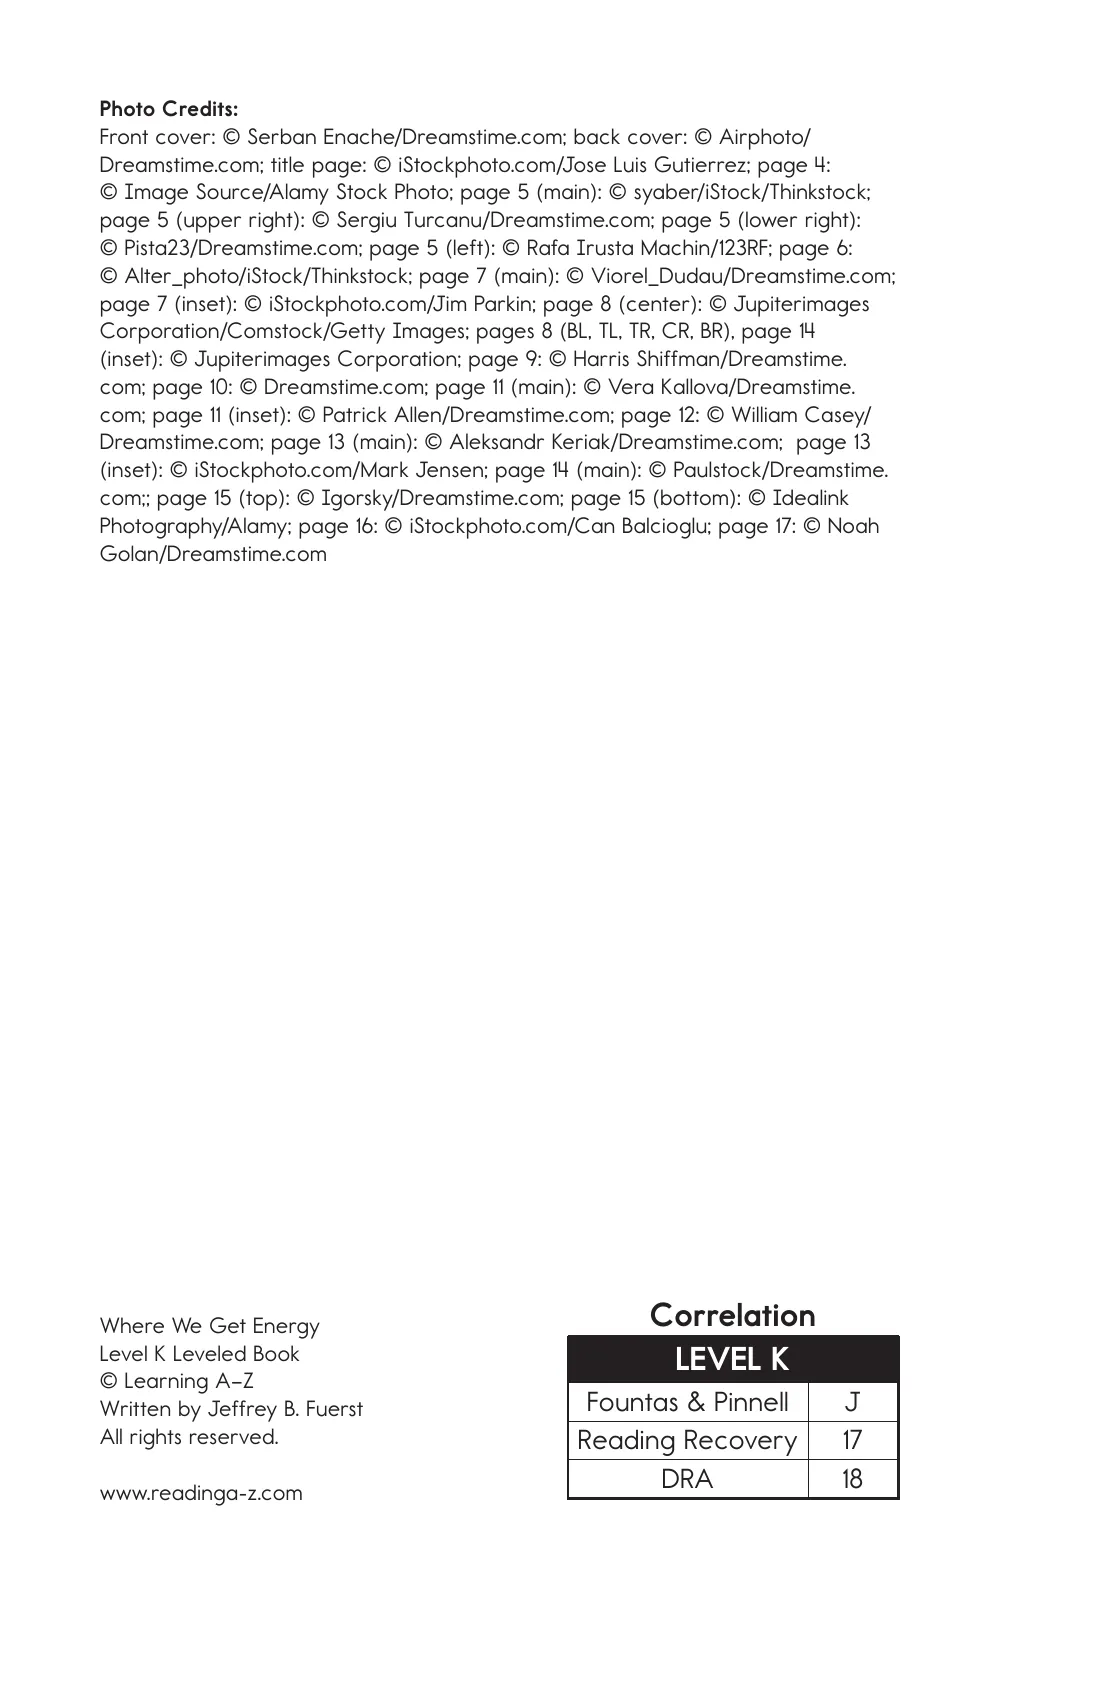 Photo Credits:
Front cover: © Serban Enache/Dreamstime.com; back cover: © Airphoto/
Dreamstime.com; title page: © iStockphoto.com/Jose Luis Gutierrez; page 4:
© Image Source/Alamy Stock Photo; page 5 (main): © syaber/iStock/Thinkstock;
page 5 (upper right): © Sergiu Turcanu/Dreamstime.com; page 5 (lower right):
© Pista23/Dreamstime.com; page 5 (left): © Rafa Irusta Machin/123RF; page 6:
© Alter_photo/iStock/Thinkstock; page 7 (main): © Viorel_Dudau/Dreamstime.com;
page 7 (inset): © iStockphoto.com/Jim Parkin; page 8 (center): © Jupiterimages
Corporation/Comstock/Getty Images; pages 8 (BL, TL, TR, CR, BR), page 14
(inset): © Jupiterimages Corporation; page 9: © Harris Shiffman/Dreamstime.
com; page 10: © Dreamstime.com; page 11 (main): © Vera Kallova/Dreamstime.
com; page 11 (inset): © Patrick Allen/Dreamstime.com; page 12: © William Casey/
Dreamstime.com; page 13 (main): © Aleksandr Keriak/Dreamstime.com;  page 13
(inset): © iStockphoto.com/Mark Jensen; page 14 (main): © Paulstock/Dreamstime.
com;; page 15 (top): © Igorsky/Dreamstime.com; page 15 (bottom): © Idealink
Photography/Alamy; page 16: © iStockphoto.com/Can Balcioglu; page 17: © Noah
Golan/Dreamstime.com
Where We Get Energy
Level K Leveled Book
© Learning A–Z
Written by Jeffrey B. Fuerst
All rights reserved.
www.readinga-z.com
Correlation
LEVEL K
Fountas & Pinnell J
Reading Recovery 17
DRA 18